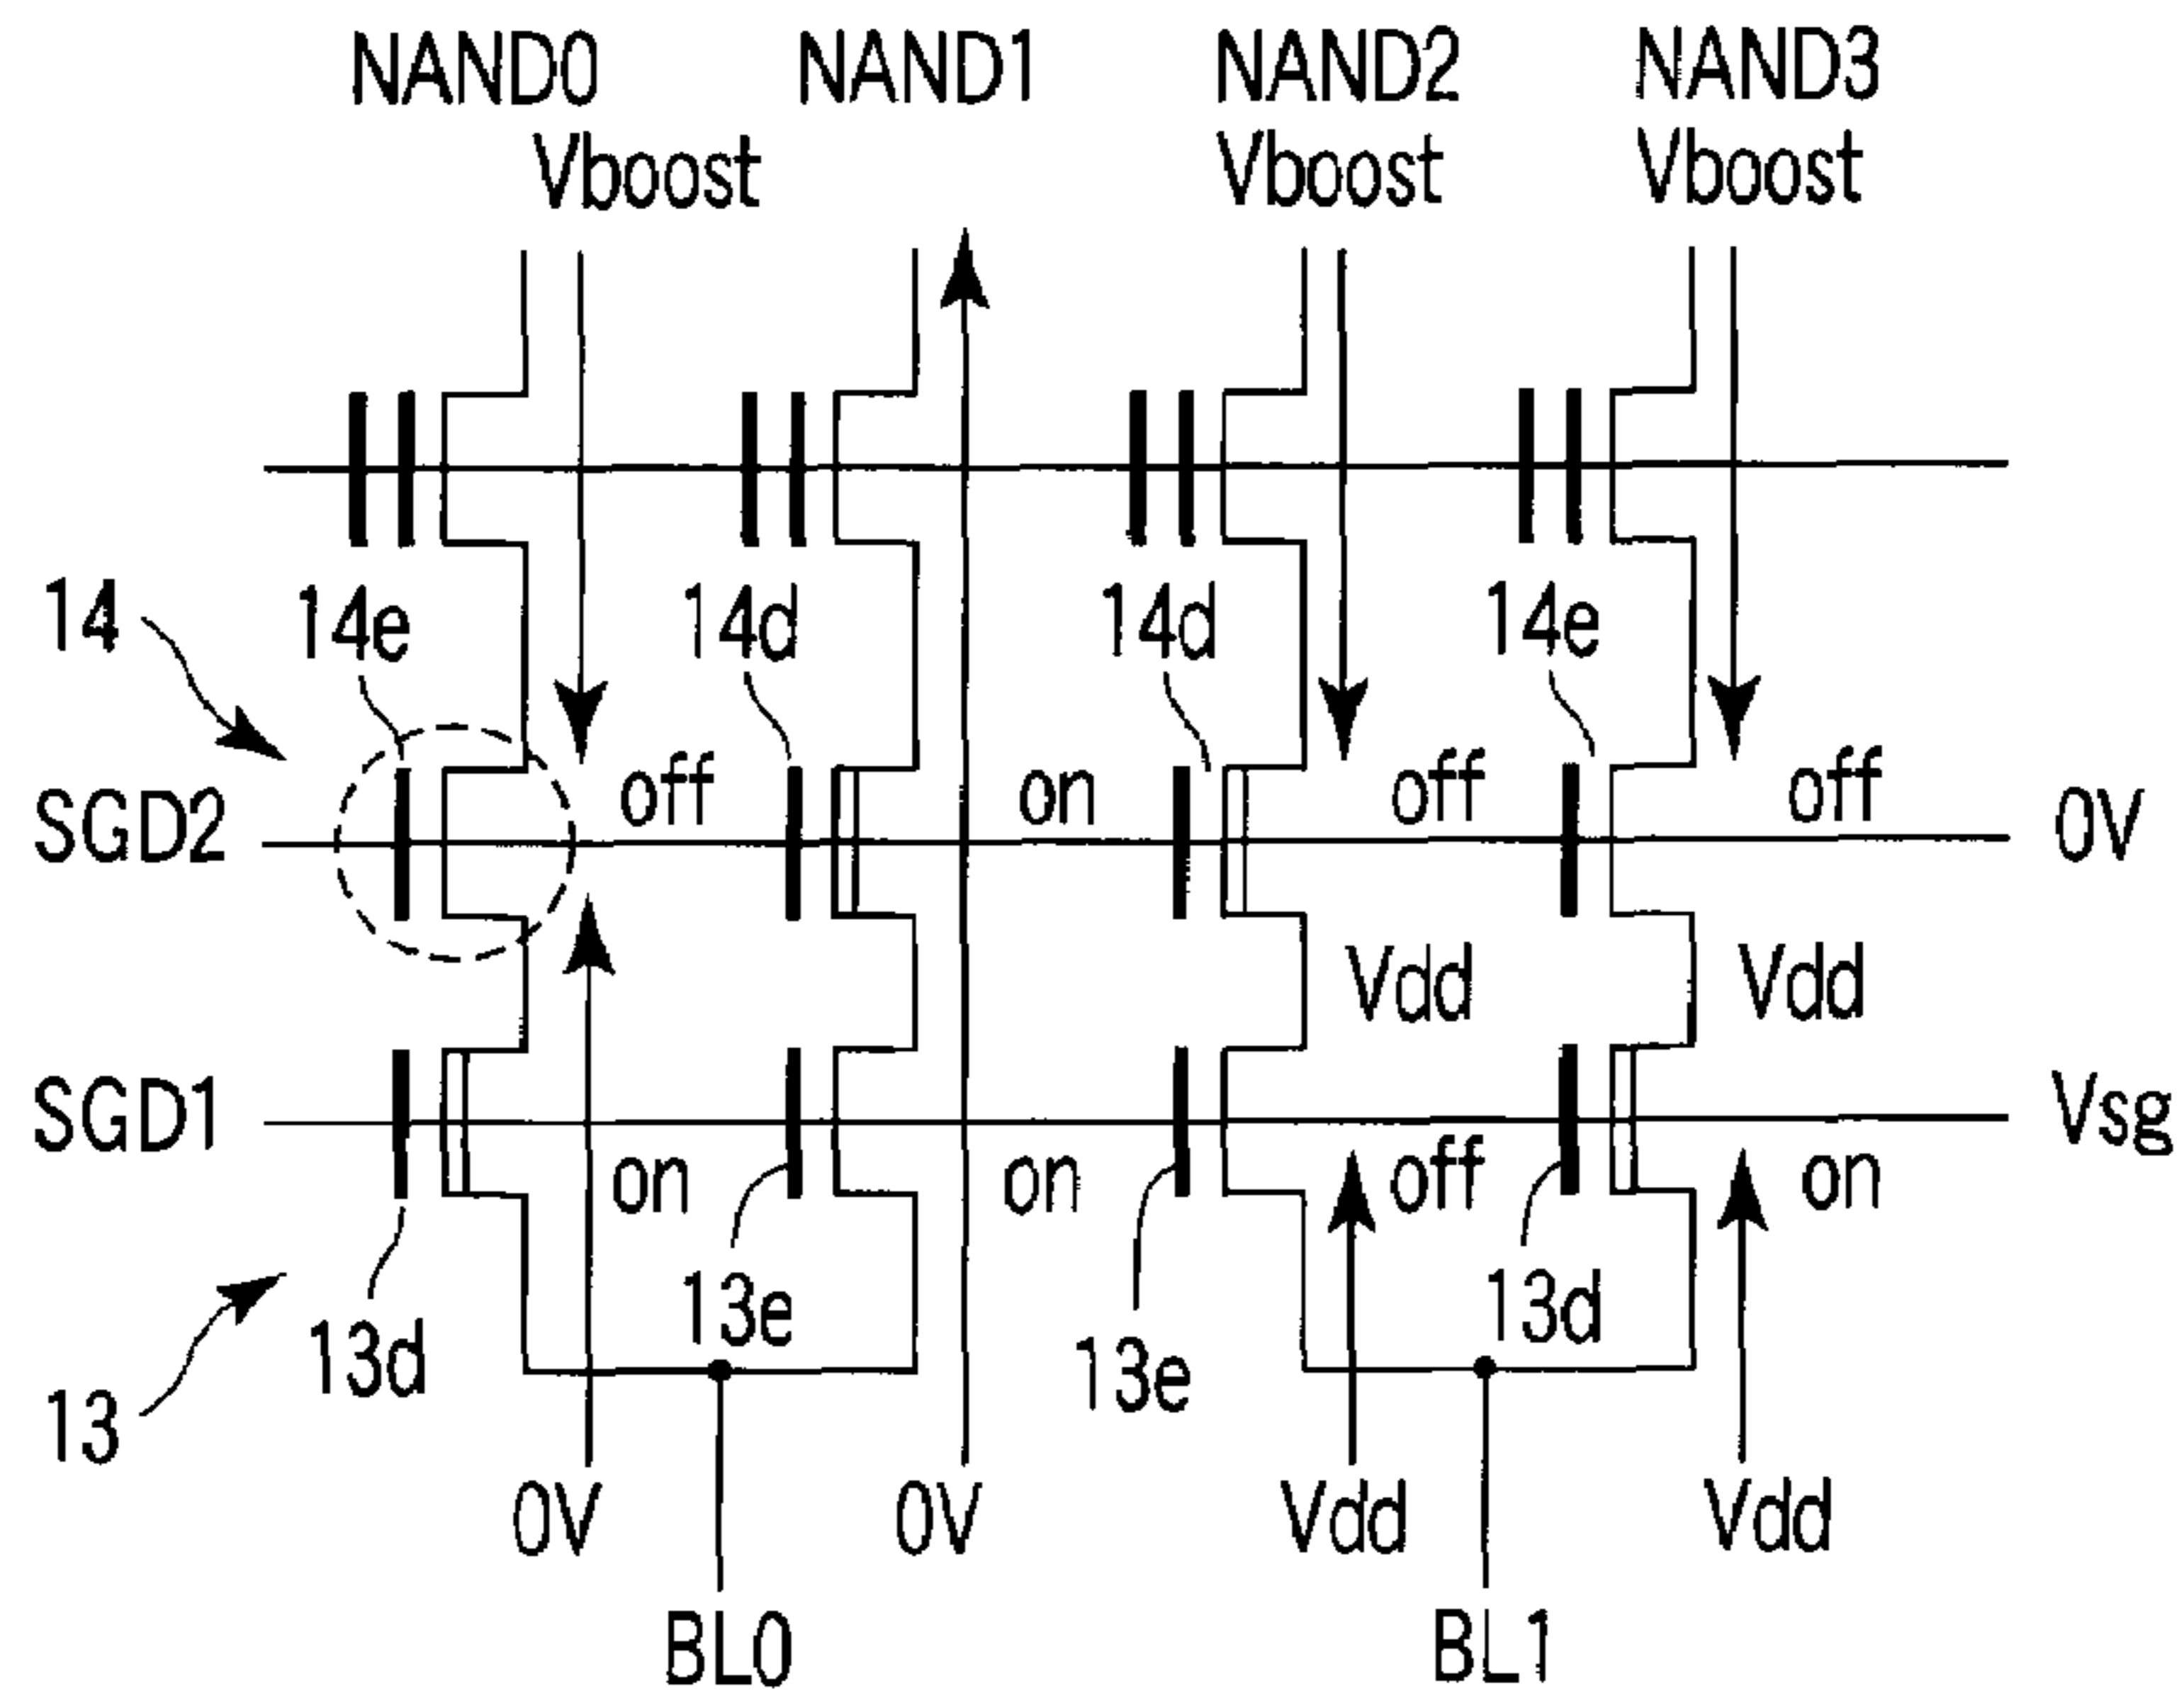 NAND0 NAND1 NAND2 NAND3
Vboost Vboost Vboost
14 14e 14d 14d 14e
SGD2 off on off off 0V
Vdd Vdd
SGD1 Vsg
on on off on
13d 13e 13e 13d
13
0V 0V Vdd Vdd
BL0 BL1